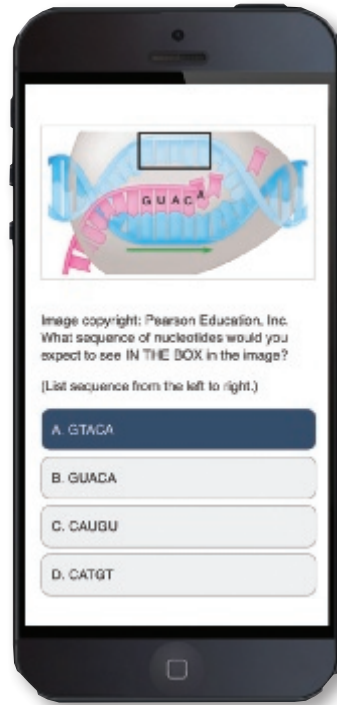 GUACA
Image copyright: Pearson Education, Inc.
What sequence of nucleotides would you
expect to see IN THE BOX in the image?
(List sequence from the left to right.)
A. GTACA
B. GUACA
C. CAUGU
D. CATGT